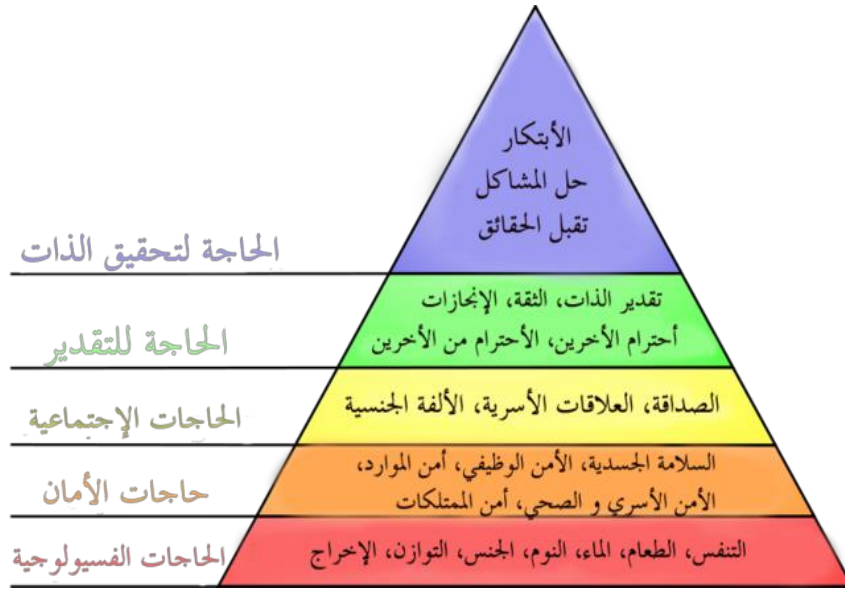 الأبتكار
حل المشاكل
تقبل الحقائق
الحاجة لتحقيق الذات
تقدير الذات، الثقة، الإنجازات
أحترام الأخرين، الأحترام من الأخرين
الحاجة للتقدير
الصداقة، العلاقات الأسرية، الألفة الجنسية
الحاجات الإجتماعية
السلامة الجسدية، الأمن الوظيفي، أمن الموارد،
الأمن الأسري و الصحي، أمن الممتلكات
حاجات الأمان
التنفس، الطعام، الماء، النوم، الجنس، التوازن، الإخراج
الحاجات الفسيولوجية